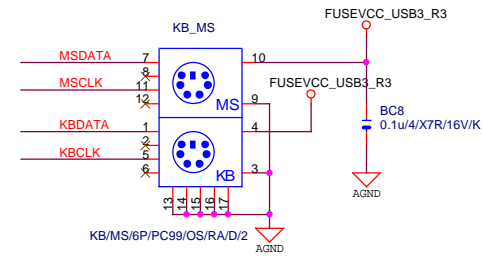 FUSEVCC_USB3_R3
KB_MS
MSDATA 7 10
8
FUSEVCC_USB3_R3
MSCLK 11
12 9
MS
BC8
0.1u/4/X7R/16V/K
KBDATA 1 4
2
KBCLK 5
6 3
KB
13 14 15 16 17
AGND
KB/MS/6P/PC99/OS/RA/D/2
AGND